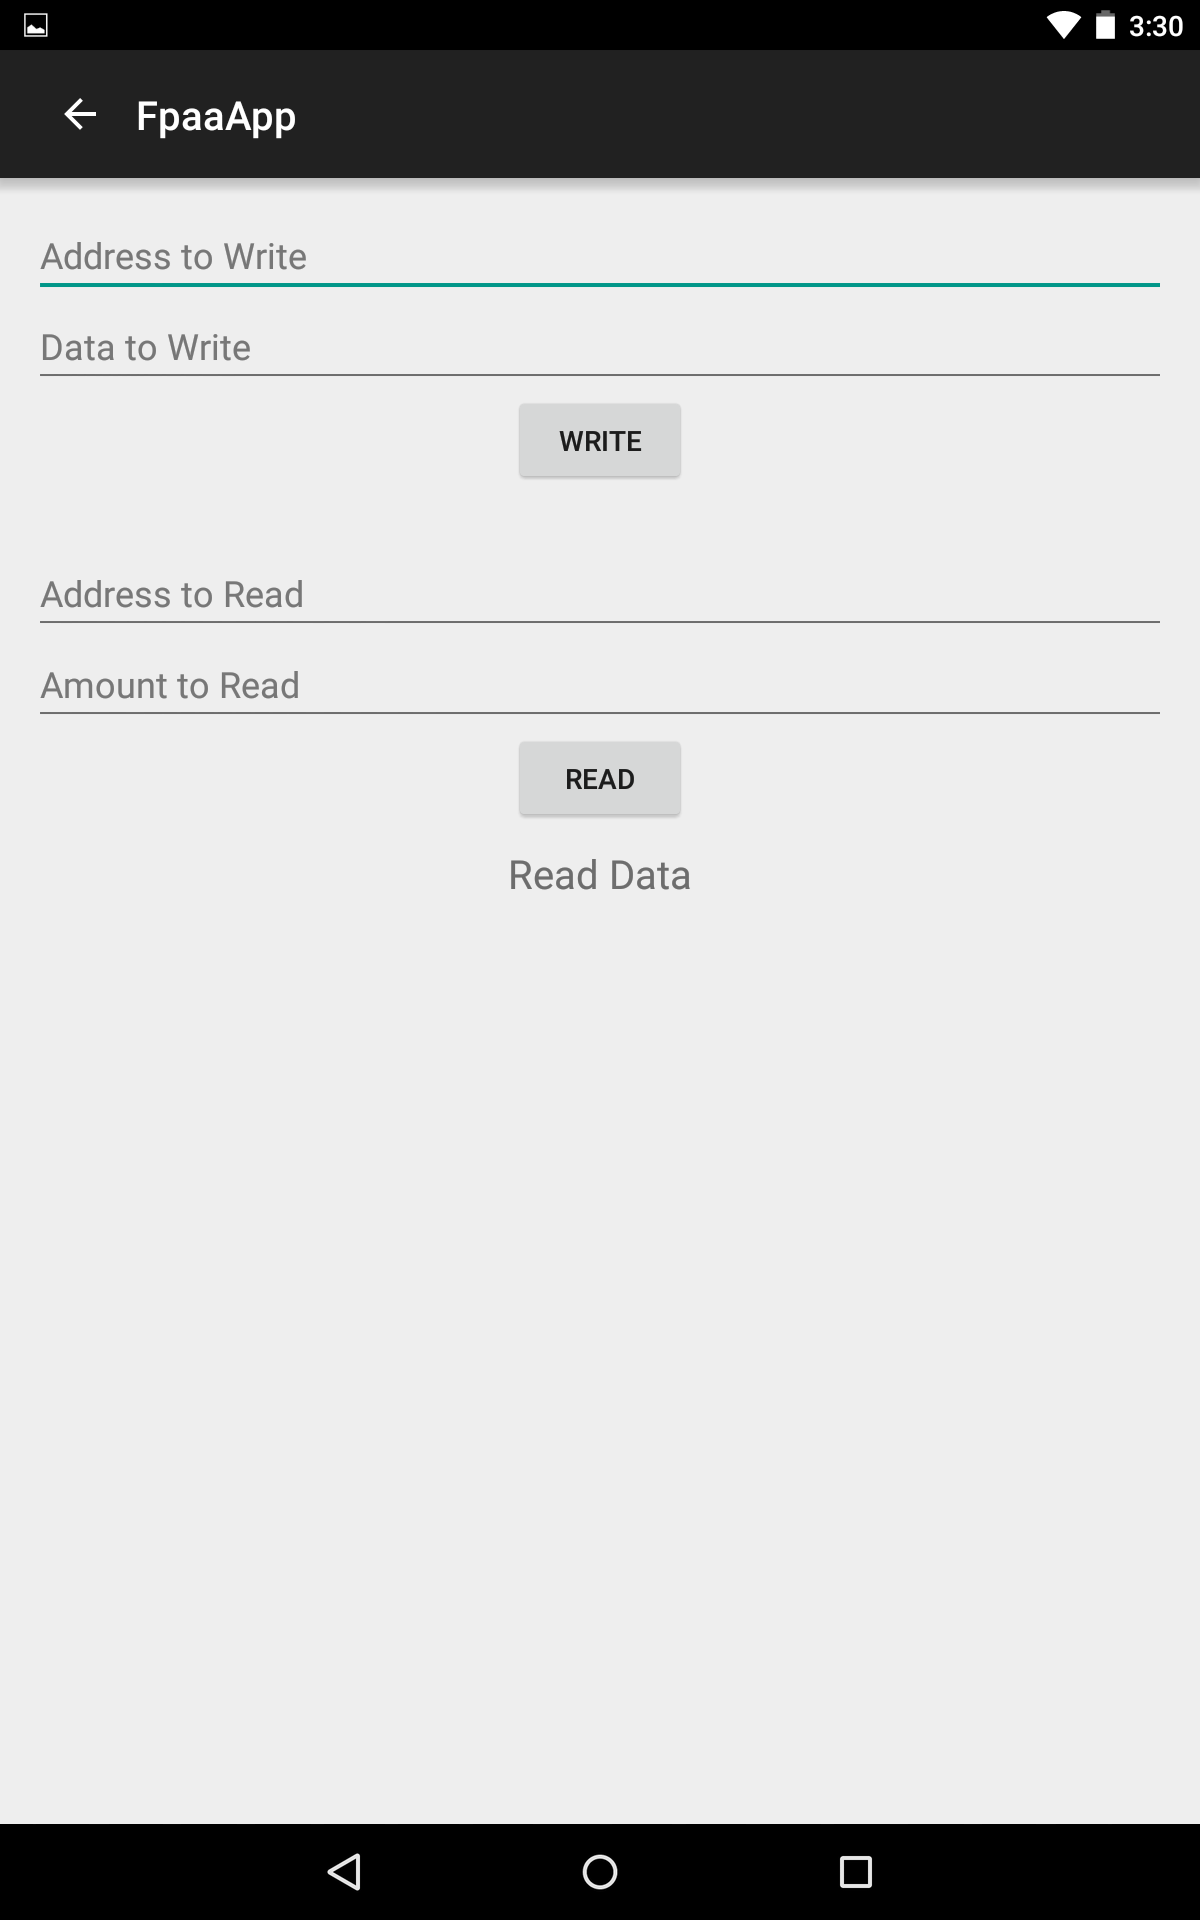 3:30
FpaaApp
Address to Write
Data to Write
WRITE
Address to Read
Amount to Read
READ
Read Data